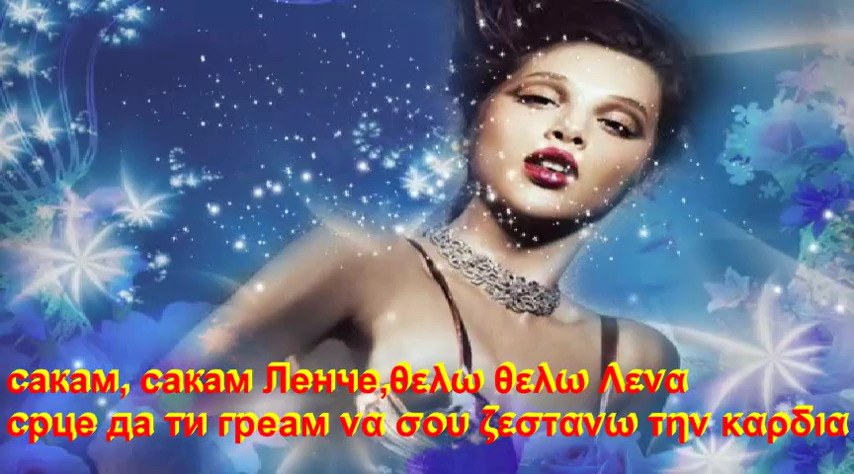 сакам, сакам Ленче,θελω θελω Λενα
срце да ти греам να σου ζεστανω την καρδια